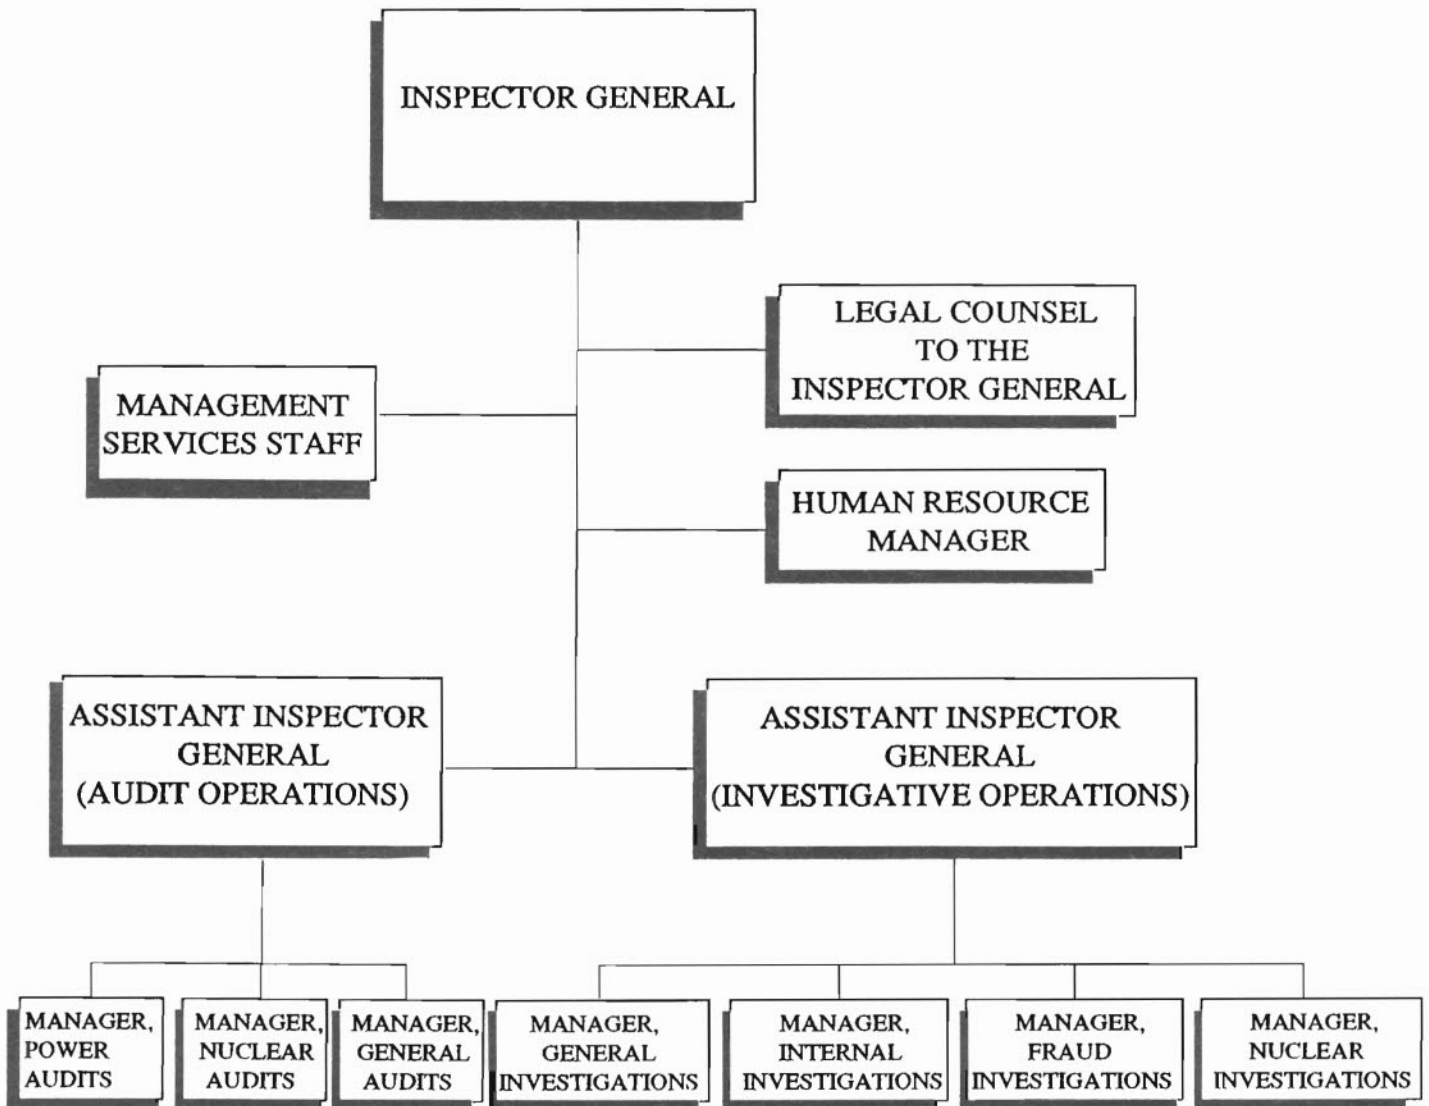 INSPECTOR GENERAL
LEGAL COUNSEL
TO THE
INSPECTOR GENERAL
MANAGEMENT
SERVICES STAFF
HUMAN RESOURCE
MANAGER
ASSISTANT INSPECTOR
GENERAL
(AUDIT OPERATIONS)
ASSISTANT INSPECTOR
GENERAL
(INVESTIGATIVE OPERATIONS)
MANAGER,
POWER
AUDITS
MANAGER,
NUCLEAR
AUDITS
MANAGER,
GENERAL
AUDITS
MANAGER,
GENERAL
INVESTIGATIONS
MANAGER,
INTERNAL
INVESTIGATIONS
MANAGER,
FRAUD
INVESTIGATIONS
MANAGER,
NUCLEAR
INVESTIGATIONS